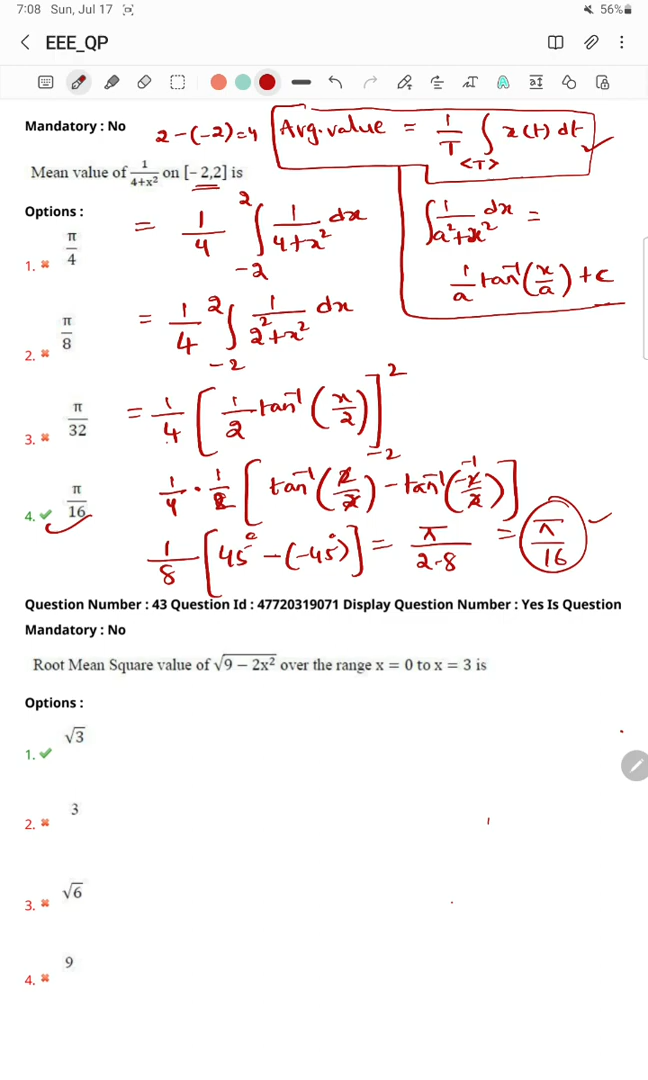 7:08 Sun, Jul 17 56%
EEE_QP
Mandatory : No
2-(-2)=4 Avg. value = 1/T ∫<T> x(t) dt
Mean value of 1/(4+x²) on [-2,2] is
Options :
1. π/4
2. π/8
3. π/32
4. π/16
= 1/4 ∫_{-2}^{2} 1/(4+x²) dx
∫ 1/(a²+x²) dx =
1/a tan⁻¹(x/a) + c
= 1/4 ∫_{-2}^{2} 1/(2²+x²) dx
= 1/4 [1/2 tan⁻¹(x/2)]_{-2}^{2}
1/4 · 1/2 [tan⁻¹(2/2) - tan⁻¹(-2/2)]
1/8 [45° - (-45°)] = π/2·8 = π/16
Question Number : 43 Question Id : 47720319071 Display Question Number : Yes Is Question
Mandatory : No
Root Mean Square value of √(9 – 2x²) over the range x = 0 to x = 3 is
Options :
1. √3
2. 3
3. √6
4. 9